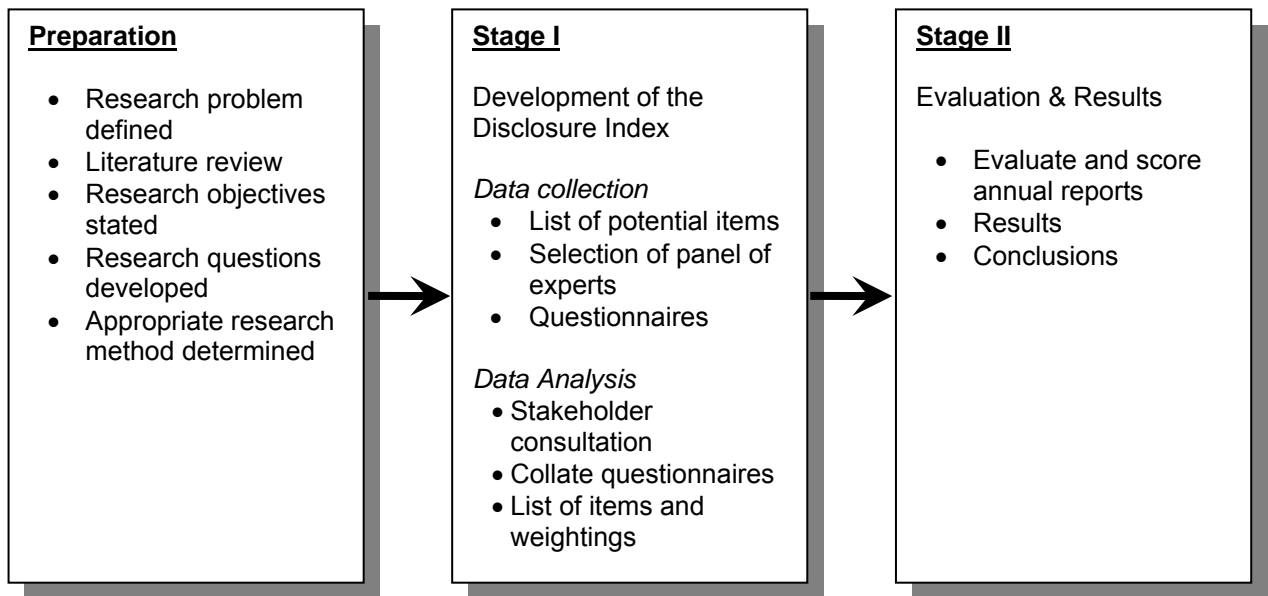 Preparation
• Research problem
defined
• Literature review
• Research objectives
stated
• Research questions
developed
• Appropriate research
method determined
Stage I
Development of the
Disclosure Index
Data collection
• List of potential items
• Selection of panel of
experts
• Questionnaires
Data Analysis
• Stakeholder
consultation
• Collate questionnaires
• List of items and
weightings
Stage II
Evaluation & Results
• Evaluate and score
annual reports
• Results
• Conclusions